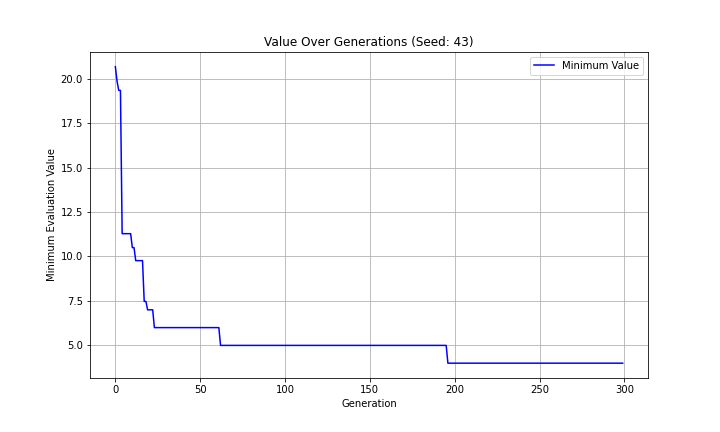 Value Over Generations (Seed: 43)
Minimum Value
Minimum Evaluation Value
20.0
17.5
15.0
12.5
10.0
7.5
5.0
0 50 100 150 200 250 300
Generation